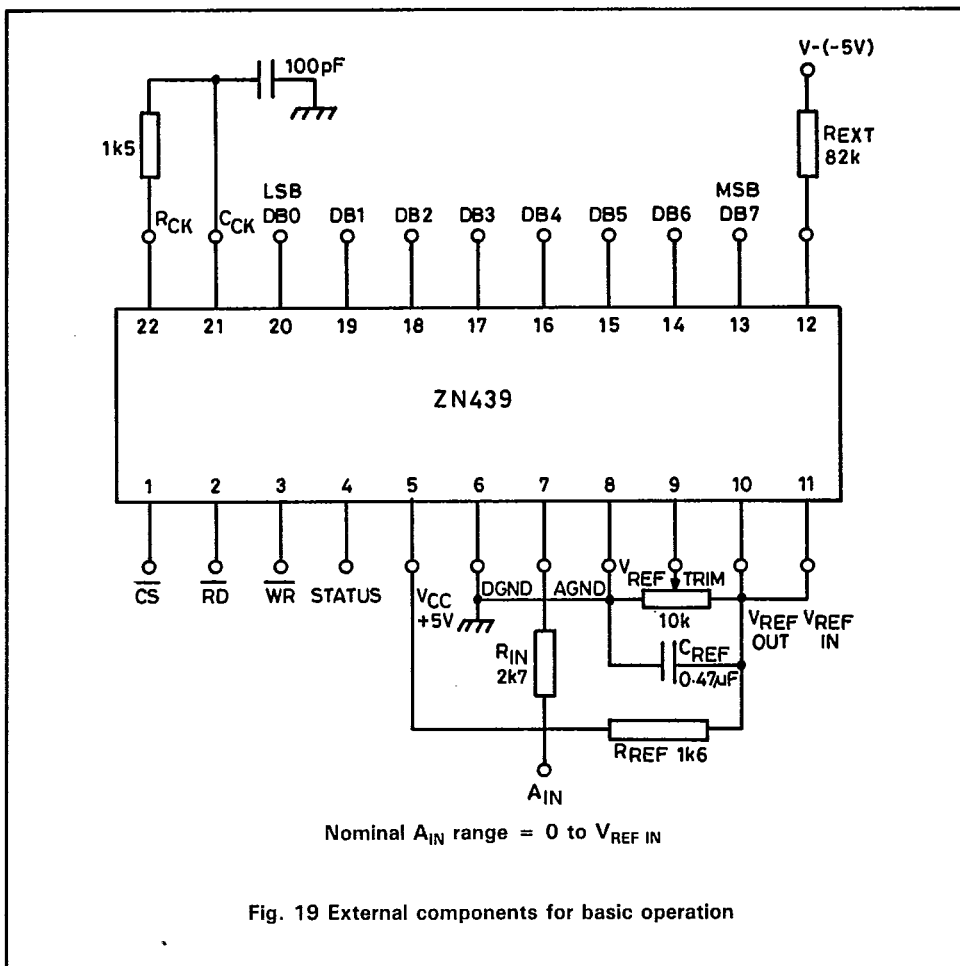 V-(-5V)
100pF
1k5
REXT
82k
LSB
MSB
RCK
CCK
DB0
DB1
DB2
DB3
DB4
DB5
DB6
DB7
22
21
20
19
18
17
16
15
14
13
12
ZN439
1
2
3
4
5
6
7
8
9
10
11
CS
RD
WR
STATUS
VCC
+5V
DGND
AGND
VREF TRIM
10k
VREF
OUT
VREF
IN
RIN
2k7
CREF
0·47µF
RREF 1k6
AIN
Nominal AIN range = 0 to VREF IN
Fig. 19 External components for basic operation